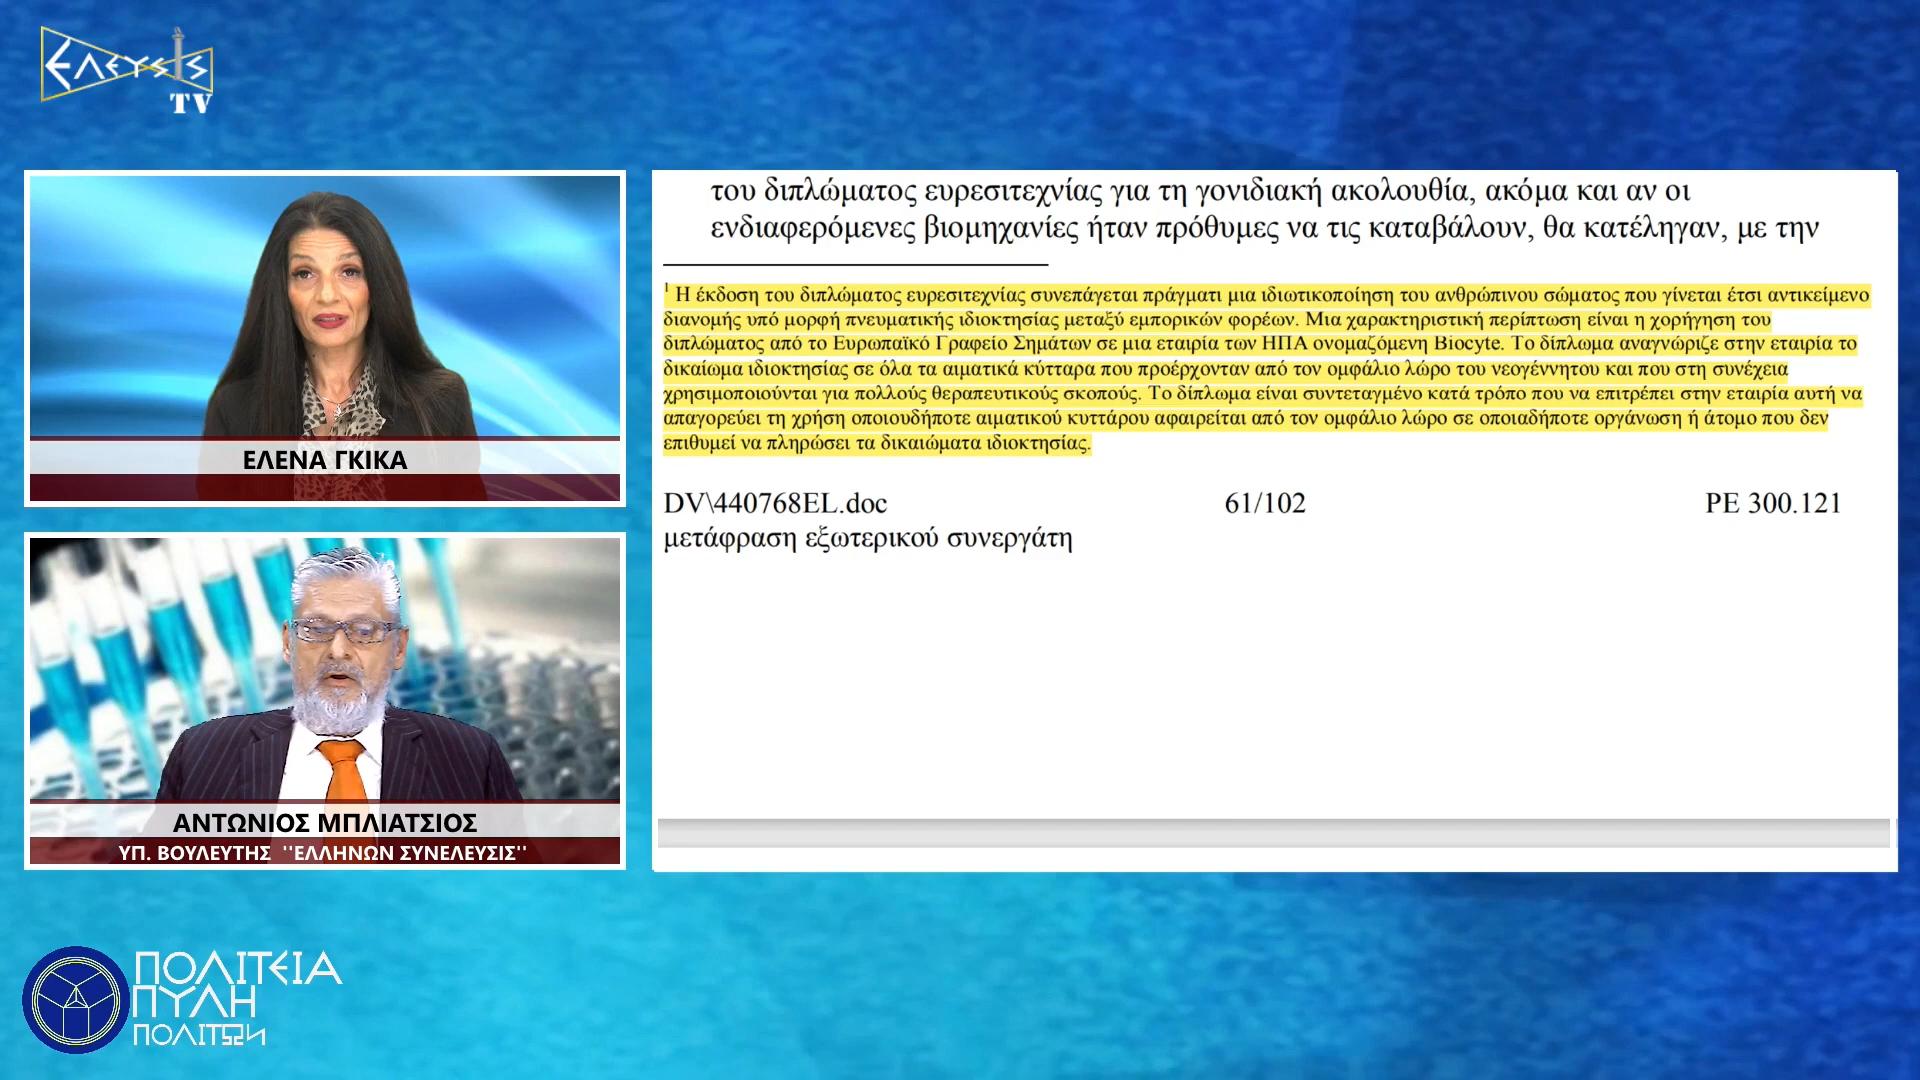 ΕΛΕΥSIS
TV
ΕΛΕΝΑ ΓΚΙΚΑ
ΑΝΤΩΝΙΟΣ ΜΠΛΙΑΤΣΙΟΣ
ΥΠ. ΒΟΥΛΕΥΤΗΣ ''ΕΛΛΗΝΩΝ ΣΥΝΕΛΕΥΣΙΣ''
του διπλώματος ευρεσιτεχνίας για τη γονιδιακή ακολουθία, ακόμα και αν οι
ενδιαφερόμενες βιομηχανίες ήταν πρόθυμες να τις καταβάλουν, θα κατέληγαν, με την
1 Η έκδοση του διπλώματος ευρεσιτεχνίας συνεπάγεται πράγματι μια ιδιωτικοποίηση του ανθρώπινου σώματος που γίνεται έτσι αντικείμενο
διανομής υπό μορφή πνευματικής ιδιοκτησίας μεταξύ εμπορικών φορέων. Μια χαρακτηριστική περίπτωση είναι η χορήγηση του
διπλώματος από το Ευρωπαϊκό Γραφείο Σημάτων σε μια εταιρία των ΗΠΑ ονομαζόμενη Biocyte. Το δίπλωμα αναγνώριζε στην εταιρία το
δικαίωμα ιδιοκτησίας σε όλα τα αιματικά κύτταρα που προέρχονταν από τον ομφάλιο λώρο του νεογέννητου και που στη συνέχεια
χρησιμοποιούνται για πολλούς θεραπευτικούς σκοπούς. Το δίπλωμα είναι συντεταγμένο κατά τρόπο που να επιτρέπει στην εταιρία αυτή να
απαγορεύει τη χρήση οποιουδήποτε αιματικού κυττάρου αφαιρείται από τον ομφάλιο λώρο σε οποιαδήποτε οργάνωση ή άτομο που δεν
επιθυμεί να πληρώσει τα δικαιώματα ιδιοκτησίας.
DV\440768EL.doc 61/102 PE 300.121
μετάφραση εξωτερικού συνεργάτη
ΠΟΛΙΤΕΙΑ
ΠΥΛΗ
ΠΟΛΙΤΩΝ